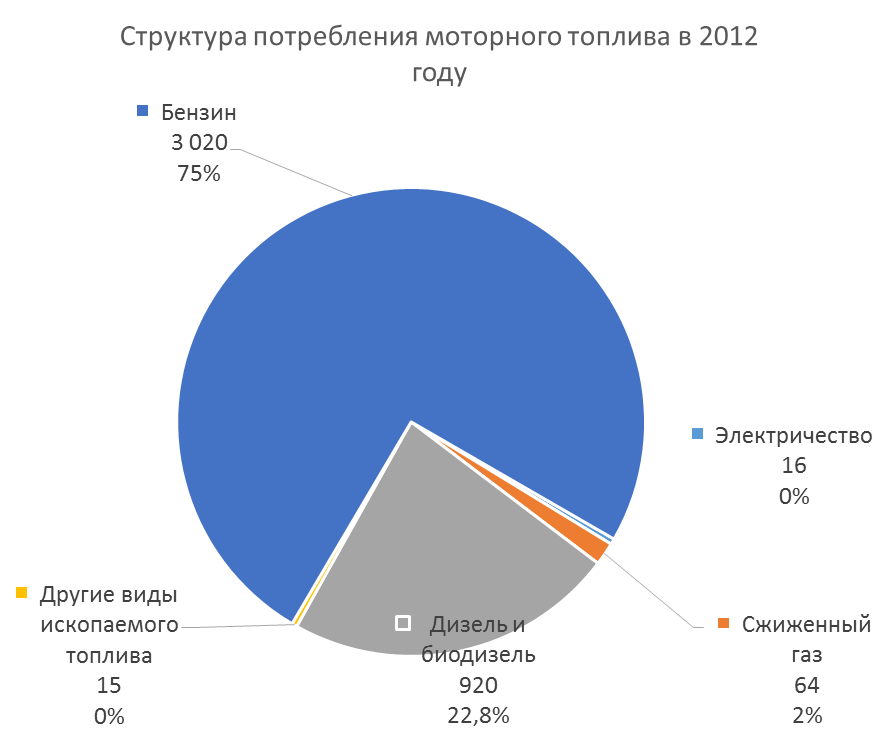 Структура потребления моторного топлива в 2012
году
Бензин
3 020
75%
Электричество
16
0%
Другие виды
ископаемого
топлива
15
0%
Дизель и
биодизель
920
22,8%
Сжиженный
газ
64
2%